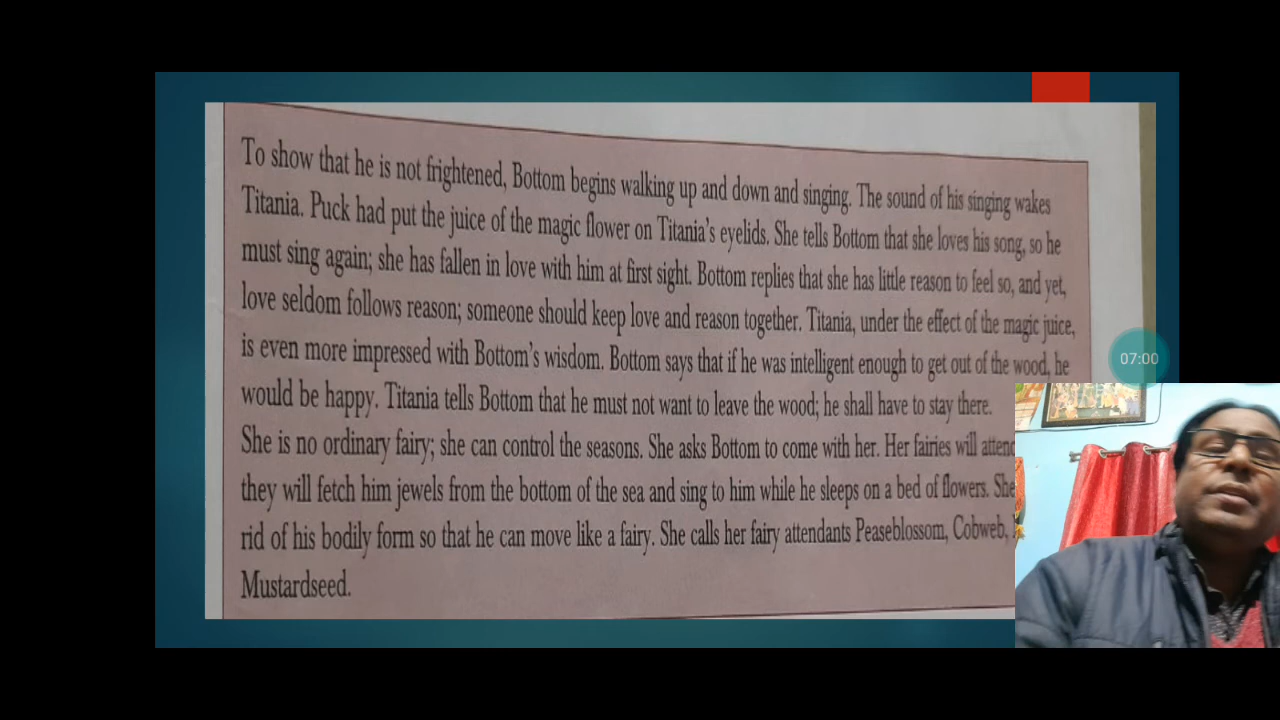 To show that he is not frightened, Bottom begins walking up and down and singing. The sound of his singing wakes
Titania. Puck had put the juice of the magic flower on Titania's eyelids. She tells Bottom that she loves his song, so he
must sing again; she has fallen in love with him at first sight. Bottom replies that she has little reason to feel so, and yet,
love seldom follows reason; someone should keep love and reason together. Titania, under the effect of the magic juice,
is even more impressed with Bottom's wisdom. Bottom says that if he was intelligent enough to get out of the wood, he
would be happy. Titania tells Bottom that he must not want to leave the wood; he shall have to stay there.
She is no ordinary fairy; she can control the seasons. She asks Bottom to come with her. Her fairies will
they will fetch him jewels from the bottom of the sea and sing to him while he sleeps on a bed of flowers. She
rid of his bodily form so that he can move like a fairy. She calls her fairy attendants Peaseblossom, Cobweb,
Mustardseed.
07:00